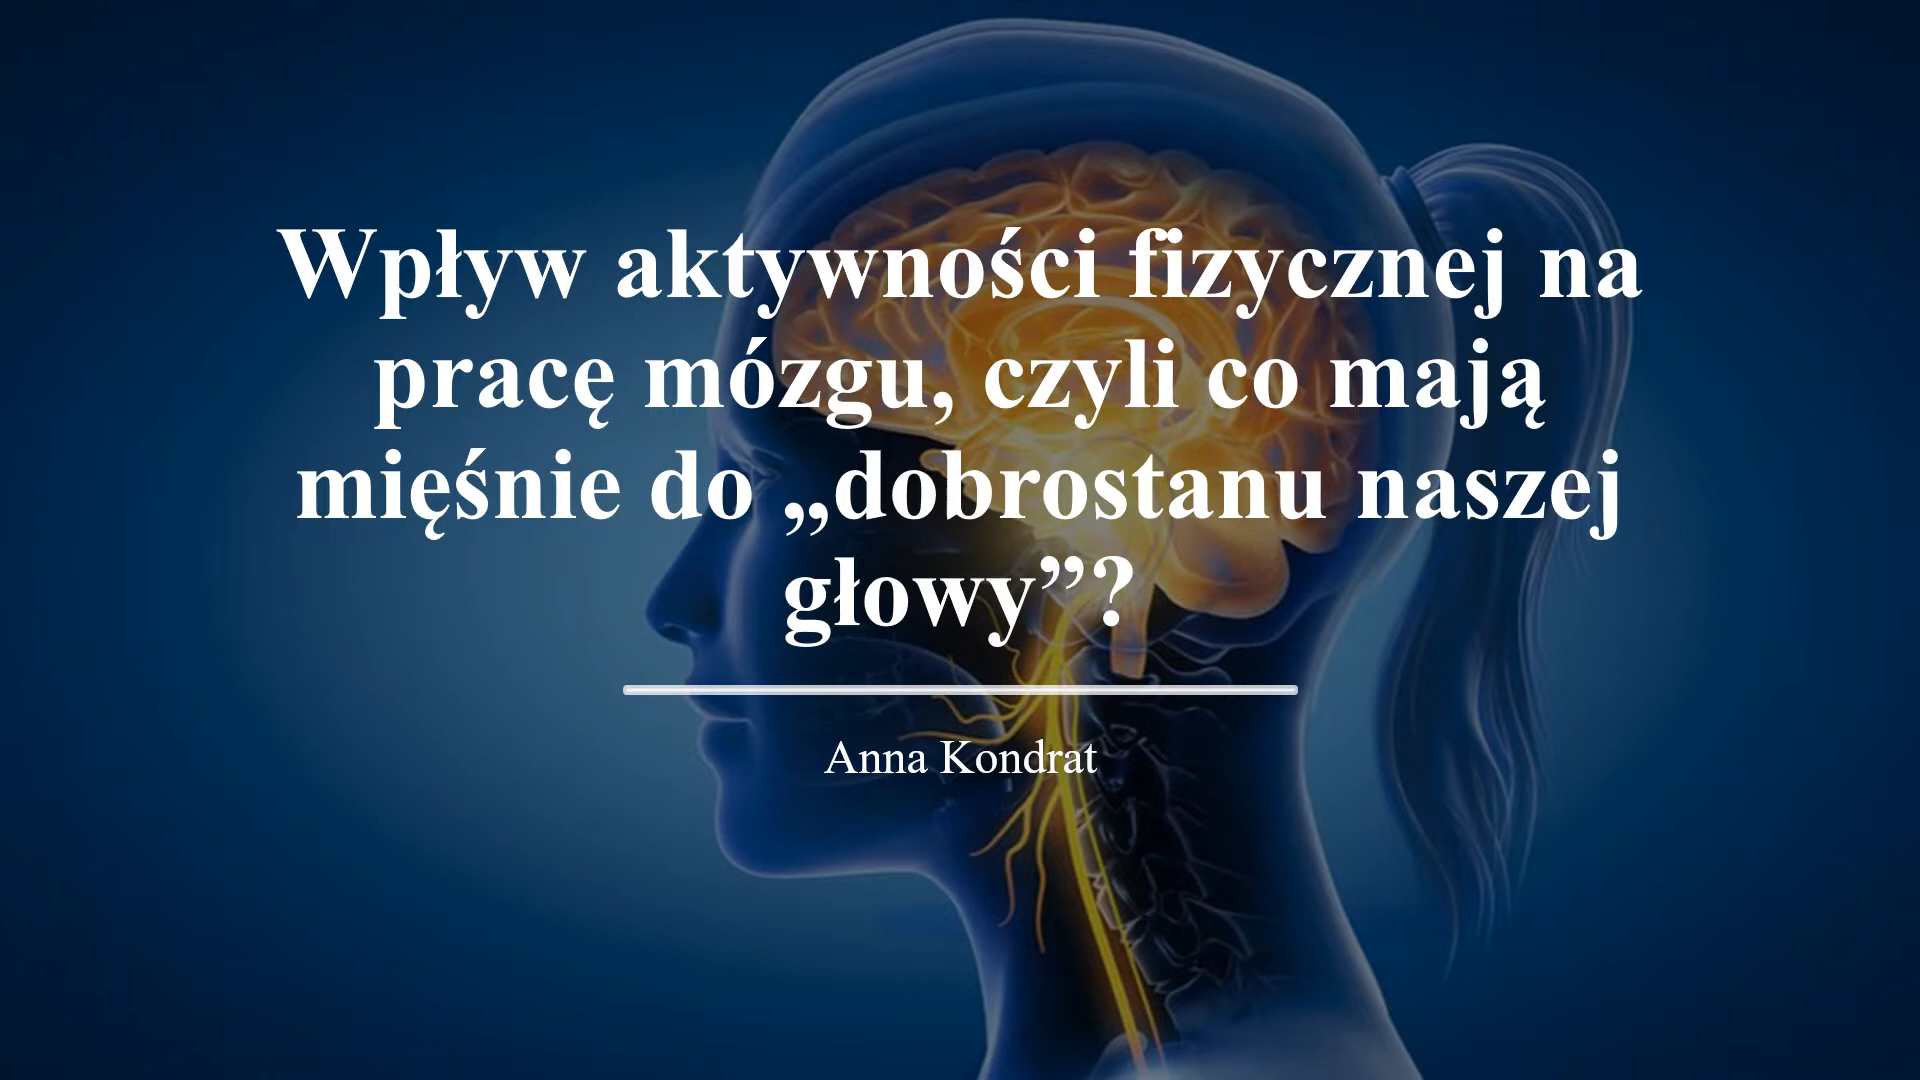 Wpływ aktywności fizycznej na
pracę mózgu, czyli co mają
mięśnie do „dobrostanu naszej
głowy”?
Anna Kondrat